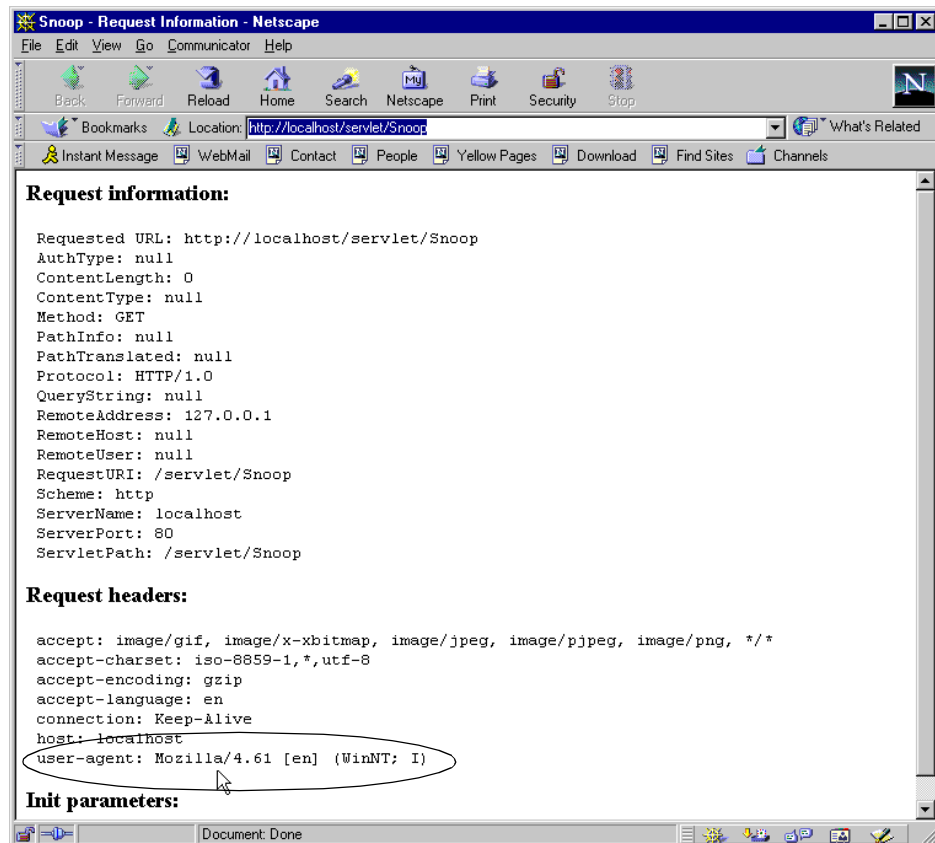 Snoop - Request Information - Netscape
File Edit View Go Communicator Help
Back Forward Reload Home Search My Netscape Print Security Stop N
Bookmarks Location: http://localhost/servlet/Snoop What's Related
Instant Message WebMail Contact People Yellow Pages Download Find Sites Channels
Request information:
Requested URL: http://localhost/servlet/Snoop
AuthType: null
ContentLength: 0
ContentType: null
Method: GET
PathInfo: null
PathTranslated: null
Protocol: HTTP/1.0
QueryString: null
RemoteAddress: 127.0.0.1
RemoteHost: null
RemoteUser: null
RequestURI: /servlet/Snoop
Scheme: http
ServerName: localhost
ServerPort: 80
ServletPath: /servlet/Snoop
Request headers:
accept: image/gif, image/x-xbitmap, image/jpeg, image/pjpeg, image/png, */*
accept-charset: iso-8859-1,*,utf-8
accept-encoding: gzip
accept-language: en
connection: Keep-Alive
host: localhost
user-agent: Mozilla/4.61 [en] (WinNT; I)
Init parameters:
Document: Done